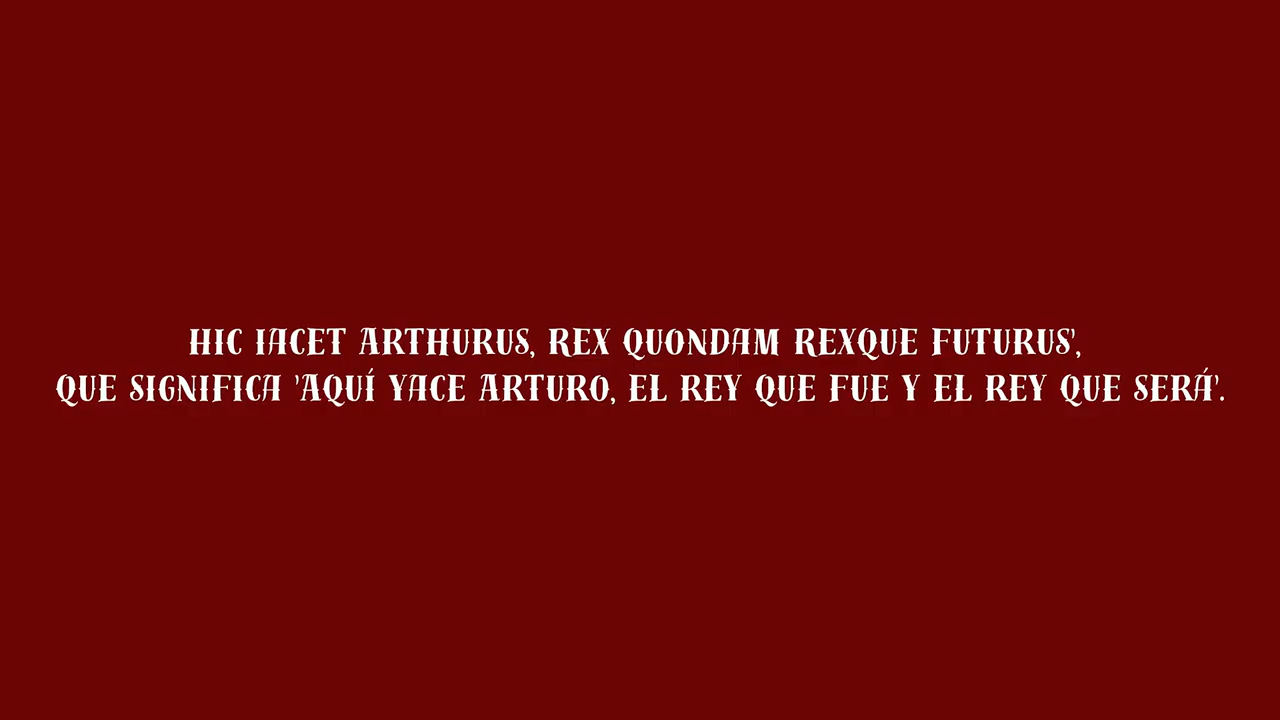 HIC IACET ARTHURUS, REX QUONDAM REXQUE FUTURUS',
QUE SIGNIFICA 'AQUÍ YACE ARTURO, EL REY QUE FUE Y EL REY QUE SERÁ'.